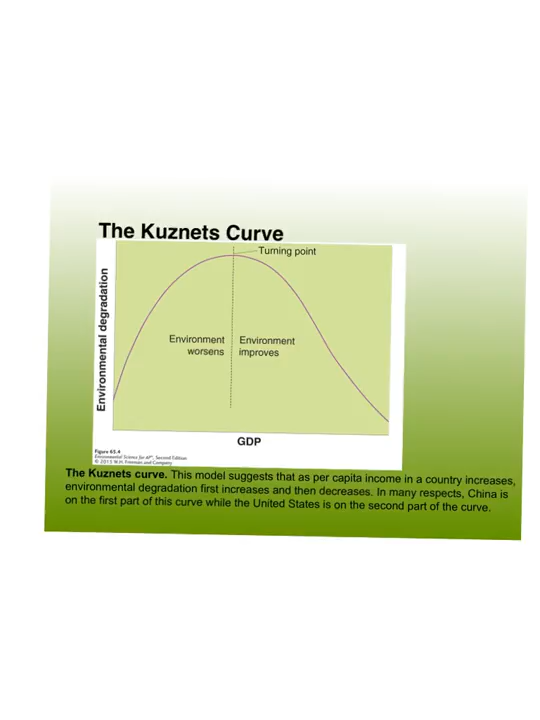 The Kuznets Curve
Turning point
Environmental degradation
Environment
worsens
Environment
improves
GDP
Figure 65.4
Environmental Science for AP®, Second Edition
© 2015 W.H. Freeman and Company
The Kuznets curve. This model suggests that as per capita income in a country increases,
environmental degradation first increases and then decreases. In many respects, China is
on the first part of this curve while the United States is on the second part of the curve.